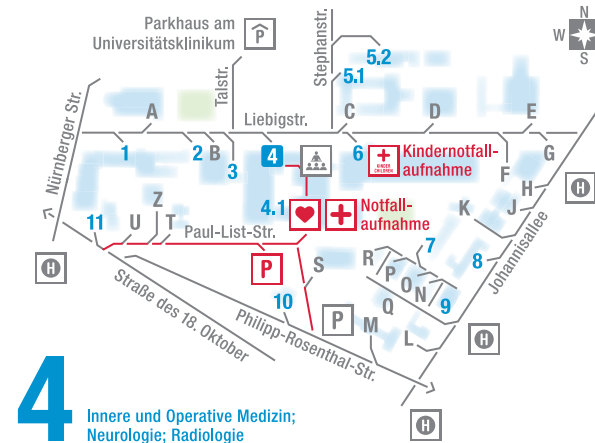 Parkhaus am
Universitätsklinikum
P
N
W
S
Stephanstr.
5.2
5.1
Talstr.
Nürnberger Str.
A
Liebigstr.
C
D
E
1
2
B
3
4
6
KINDER
CHILDREN
Kindernotfall-
aufnahme
F
G
H
H
J
K
Johannisallee
4.1
Notfall-
aufnahme
Z
11
U
T
Paul-List-Str.
H
P
S
R
P
O
N
7
8
9
Q
H
10
P
M
L
Straße des 18. Oktober
Philipp-Rosenthal-Str.
H
4
Innere und Operative Medizin;
Neurologie; Radiologie